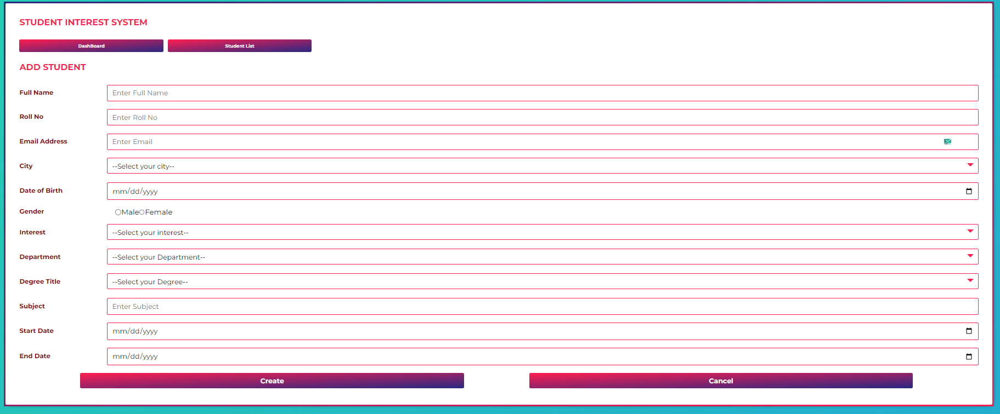 STUDENT INTEREST SYSTEM
DashBoard Student List
ADD STUDENT
Full Name Enter Full Name
Roll No Enter Roll No
Email Address Enter Email
City --Select your city--
Date of Birth mm/dd/yyyy
Gender MaleFemale
Interest --Select your interest--
Department --Select your Department--
Degree Title --Select your Degree--
Subject Enter Subject
Start Date mm/dd/yyyy
End Date mm/dd/yyyy
Create Cancel